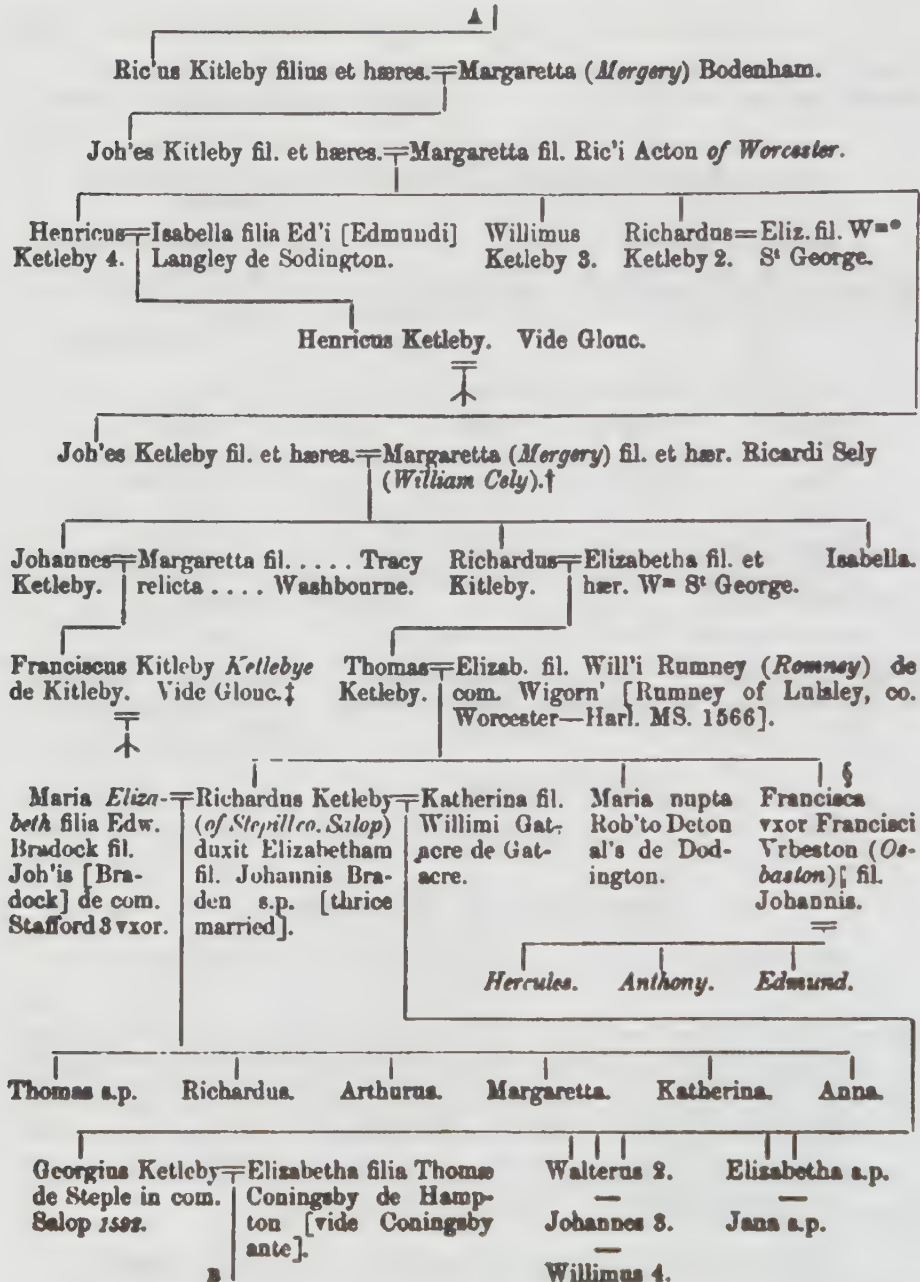 A
Ric'us Kitleby filius et hæres.=Margaretta (Mergery) Bodenham.
Joh'es Kitleby fil. et hæres.=Margaretta fil. Ric'i Acton of Worcester.
Henricus=Isabella filia Ed'i [Edmundi]
Ketleby 4. Langley de Sodington.
Willimus
Ketleby 3.
Richardus=Eliz. fil. Wm*
Ketleby 2. St George.
Henricus Ketleby. Vide Glouc.
Joh'es Ketleby fil. et hæres.=Margaretta (Mergery) fil. et hær. Ricardi Sely
(William Cely).†
Johannes=Margaretta fil. . . . . . Tracy
Ketleby. relicta . . . . Washbourne.
Richardus=Elizabetha fil. et
Kitleby. hær. Wm St George.
Isabella.
Franciscus Kitleby Ketlebye
de Kitleby. Vide Glouc.‡
Thomas=Elizab. fil. Will'i Rumney (Romney) de
Ketleby. com. Wigorn' [Rumney of Lulsley, co.
Worcester—Harl. MS. 1566].
Maria Eliza-
beth filia Edw.
Bradock fil.
Joh'is [Bra-
dock] de com.
Stafford 3 vxor.
=Richardus Ketleby=
(of Stepill co. Salop)
duxit Elizabetham
fil. Johannis Bra-
den s.p. [thrice
married].
Katherina fil.
Willimi Gat-
acre de Gat-
acre.
Maria nupta
Rob'to Deton
al's de Dod-
ington.
§
Francisca
vxor Francisci
Vrbeston (Os-
baston) fil.
Johannis.
Hercules. Anthony. Edmund.
Thomas s.p. Richardus. Arthurus. Margaretta. Katherina. Anna.
Georgius Ketleby=Elizabetha filia Thomæ
de Steple in com. Coningsby de Hamp-
Salop 1592. ton [vide Coningsby
ante].
B
Walterus 2.
Johannes 3.
Willimus 4.
Elizabetha s.p.
Jana s.p.